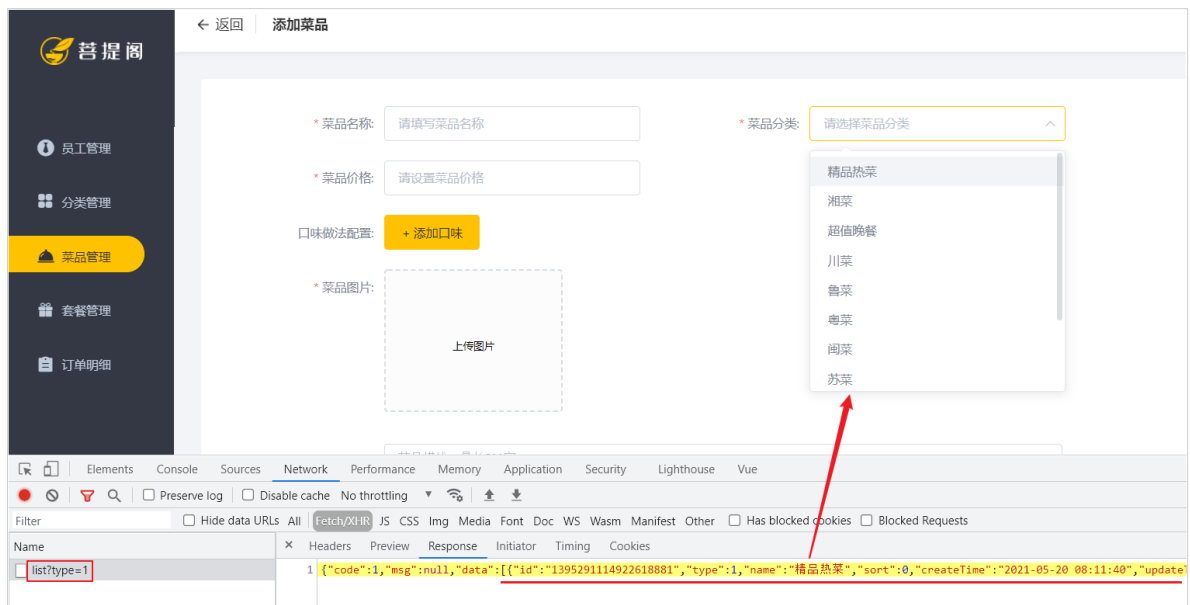 菩提阁
返回 添加菜品
员工管理
分类管理
菜品管理
套餐管理
订单明细
* 菜品名称: 请填写菜品名称
* 菜品分类: 请选择菜品分类
精品热菜
湘菜
超值晚餐
川菜
鲁菜
粤菜
闽菜
苏菜
* 菜品价格: 请设置菜品价格
口味做法配置: + 添加口味
* 菜品图片:
上传图片
Elements Console Sources Network Performance Memory Application Security Lighthouse Vue
Preserve log Disable cache No throttling
Filter Hide data URLs All Fetch/XHR JS CSS Img Media Font Doc WS Wasm Manifest Other Has blocked cookies Blocked Requests
Name × Headers Preview Response Initiator Timing Cookies
list?type=1
1 {"code":1,"msg":null,"data":[{"id":"1395291114922618881","type":1,"name":"精品热菜","sort":0,"createTime":"2021-05-20 08:11:40","update